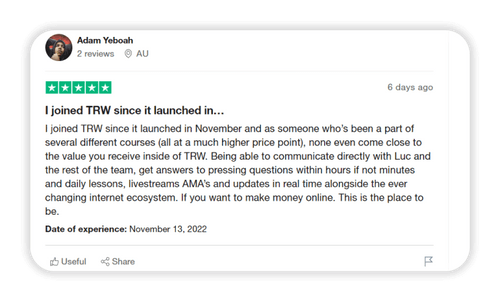 Adam Yeboah
2 reviews AU
6 days ago
I joined TRW since it launched in...
I joined TRW since it launched in November and as someone who's been a part of
several different courses (all at a much higher price point), none even come close to
the value you receive inside of TRW. Being able to communicate directly with Luc and
the rest of the team, get answers to pressing questions within hours if not minutes
and daily lessons, livestreams AMA's and updates in real time alongside the ever
changing internet ecosystem. If you want to make money online. This is the place to
be.
Date of experience: November 13, 2022
Useful Share